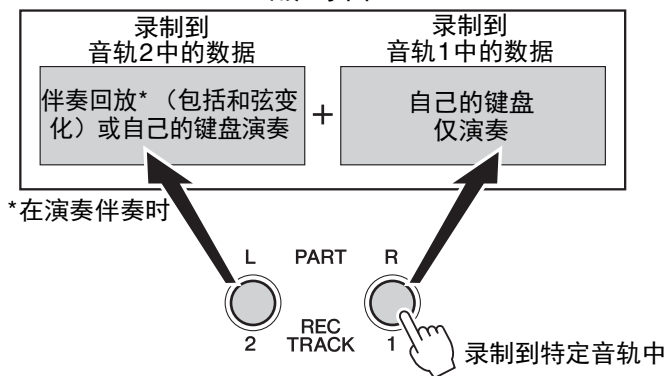 录制到
音轨2中的数据
录制到
音轨1中的数据
伴奏回放* （包括和弦变
化）或自己的键盘演奏
+
自己的键盘
仅演奏
*在演奏伴奏时
L PART R
2 REC TRACK 1
录制到特定音轨中